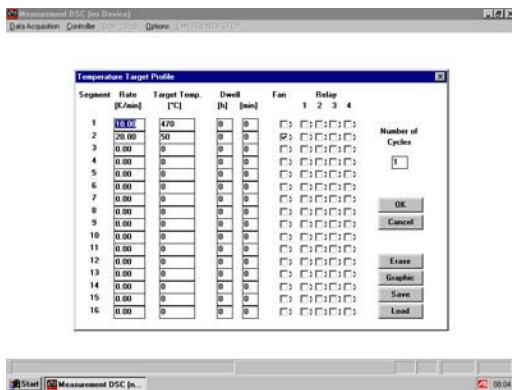 Measurement DSC [no Device]
Data Acquisition Controller Options EMERGENCY STOP
Temperature Target Profile
Segment Rate Target Temp. Dwell Fan Relay
[K/min] [°C] [h] [min] 1 2 3 4
1 10.00 470 0 0
2 20.00 50 0 0
3 0.00 0 0 0
4 0.00 0 0 0
5 0.00 0 0 0
6 0.00 0 0 0
7 0.00 0 0 0
8 0.00 0 0 0
9 0.00 0 0 0
10 0.00 0 0 0
11 0.00 0 0 0
12 0.00 0 0 0
13 0.00 0 0 0
14 0.00 0 0 0
15 0.00 0 0 0
16 0.00 0 0 0
Number of
Cycles
1
OK
Cancel
Erase
Graphic
Save
Load
Start Measurement DSC [n... 00:04